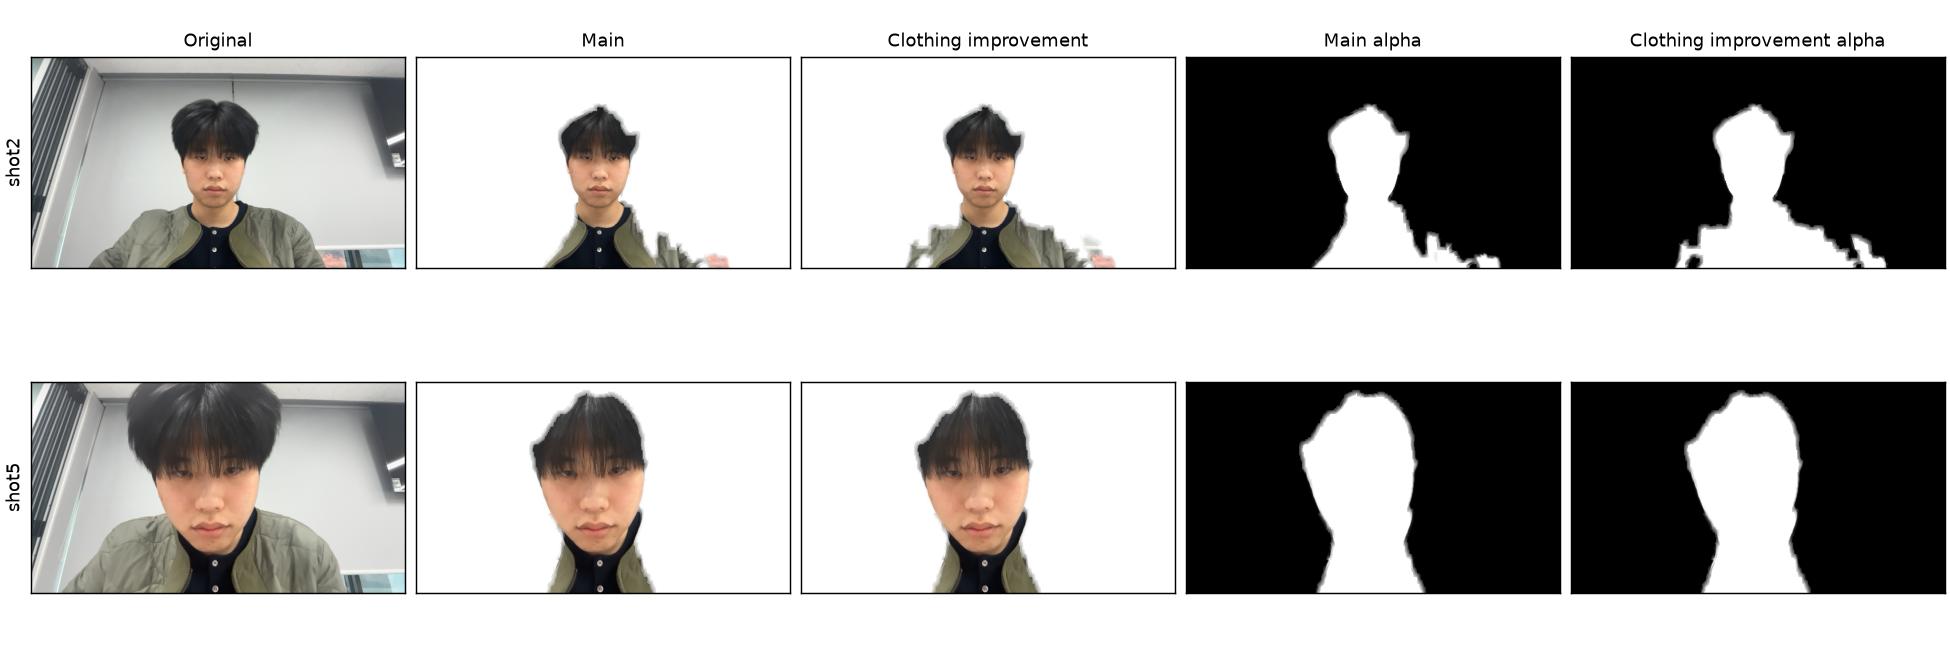 Original
Main
Clothing improvement
Main alpha
Clothing improvement alpha
shot2
shot5